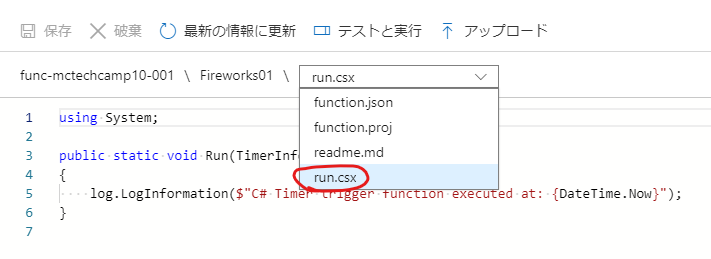 保存 破棄 最新の情報に更新 テストと実行 アップロード
func-mctechcamp10-001 \ Fireworks01 \ run.csx
function.json
function.proj
readme.md
run.csx
1 using System;
2
3 public static void Run(TimerInfo
4 {
5 log.LogInformation($"C# Timer trigger function executed at: {DateTime.Now}");
6 }
7